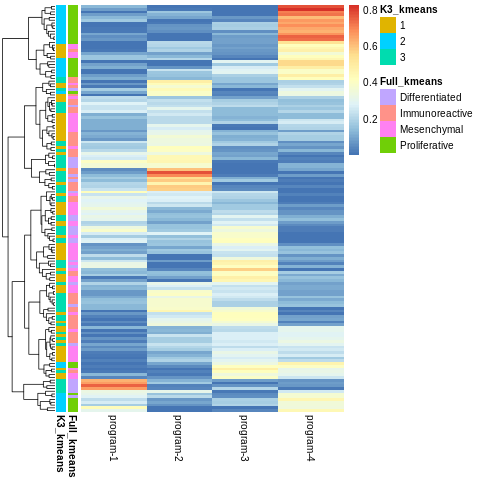 K3_kmeans
1
2
3
Full_kmeans
Differentiated
Immunoreactive
Mesenchymal
Proliferative
0.8
0.6
0.4
0.2
K3_kmeans
Full_kmeans
program-1
program-2
program-3
program-4